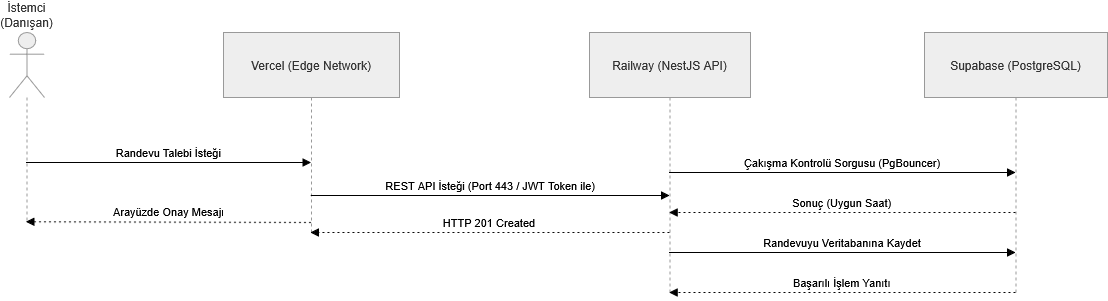 İstemci
(Danışan)
Vercel (Edge Network)
Railway (NestJS API)
Supabase (PostgreSQL)
Randevu Talebi İsteği
Çakışma Kontrolü Sorgusu (PgBouncer)
REST API İsteği (Port 443 / JWT Token ile)
Sonuç (Uygun Saat)
Arayüzde Onay Mesajı
HTTP 201 Created
Randevuyu Veritabanına Kaydet
Başarılı İşlem Yanıtı